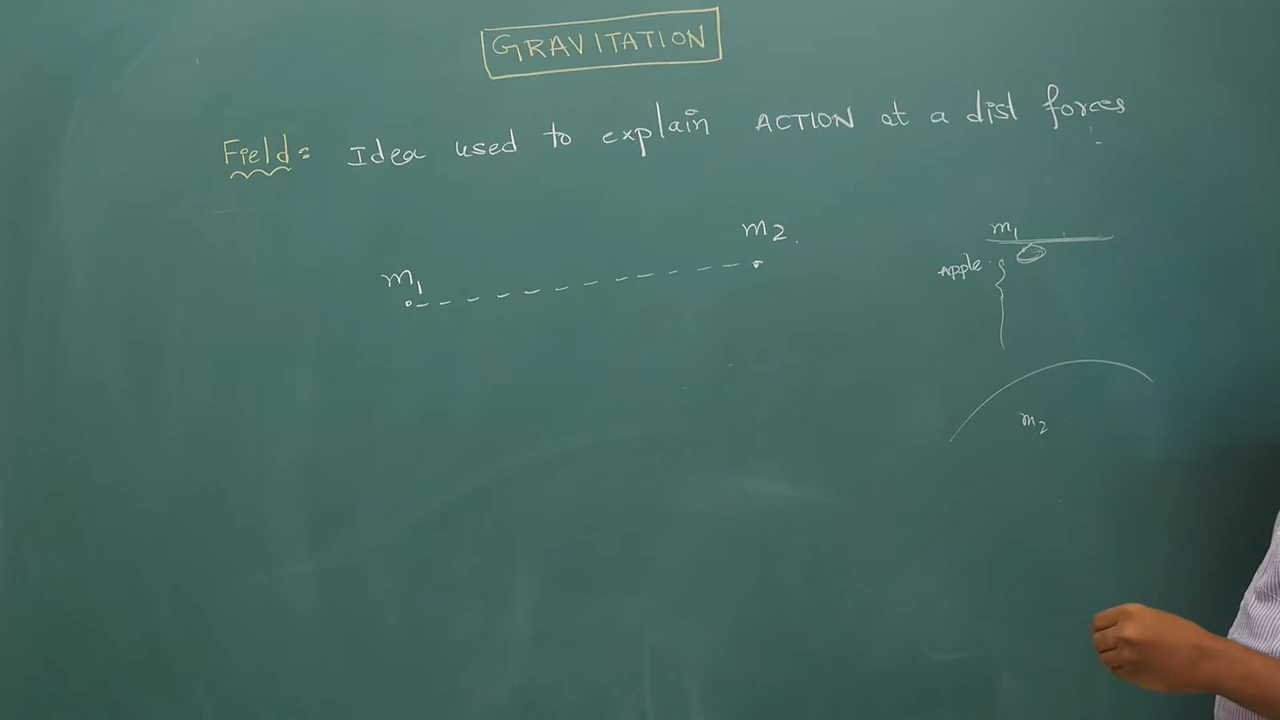 GRAVITATION
Field: Idea used to explain ACTION at a dist forces
m1 m2
m1
Apple
m2